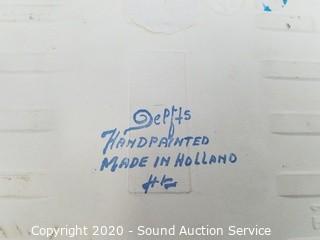 Delfts
HANDPAINTED
MADE IN HOLLAND
Copyright 2020 - Sound Auction Service